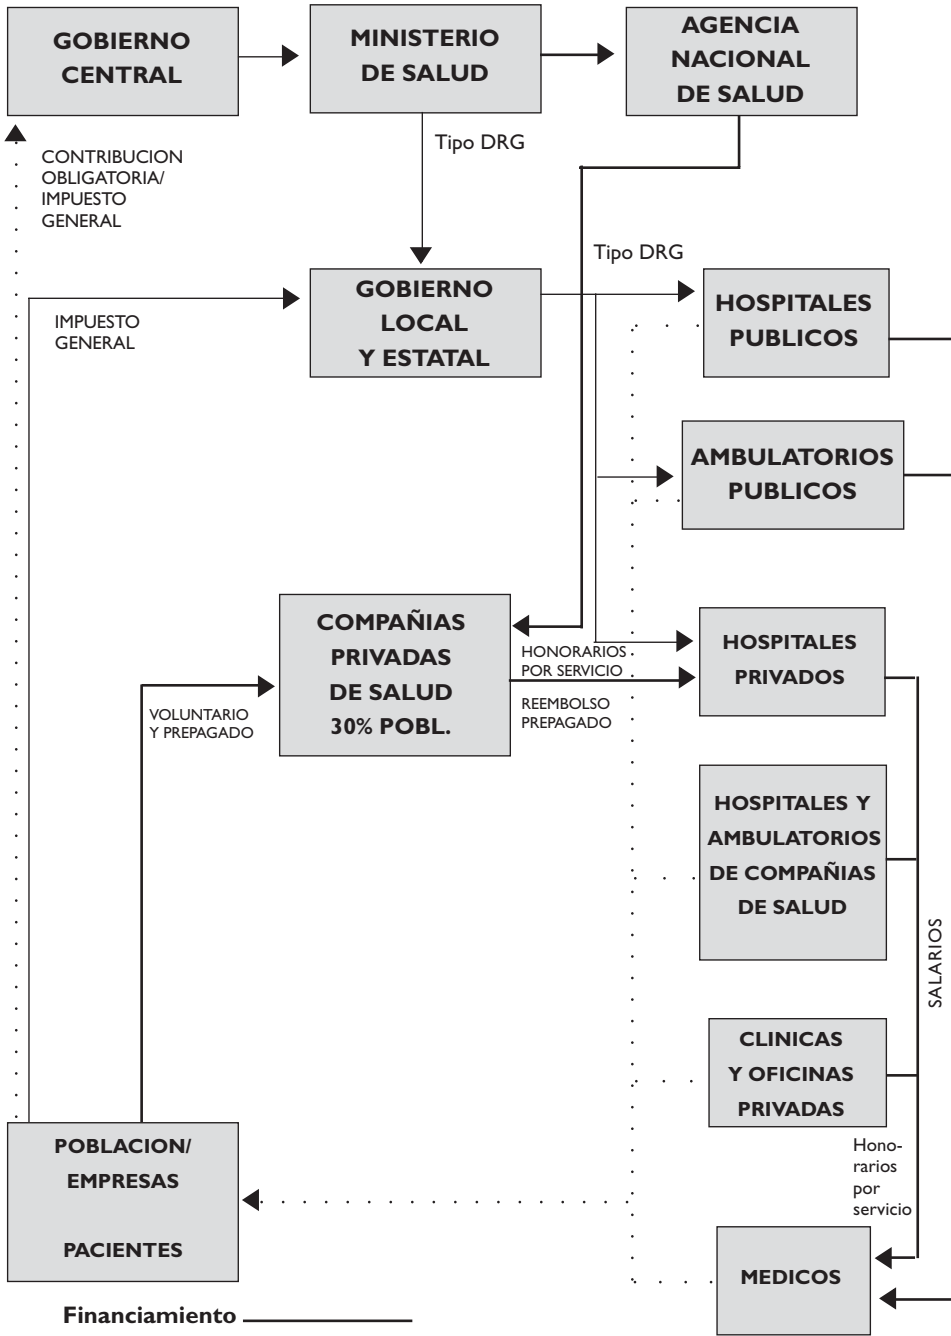 GOBIERNO
CENTRAL
MINISTERIO
DE SALUD
AGENCIA
NACIONAL
DE SALUD
CONTRIBUCION
OBLIGATORIA/
IMPUESTO
GENERAL
Tipo DRG
Tipo DRG
IMPUESTO
GENERAL
GOBIERNO
LOCAL
Y ESTATAL
HOSPITALES
PUBLICOS
AMBULATORIOS
PUBLICOS
COMPAÑIAS
PRIVADAS
DE SALUD
30% POBL.
HONORARIOS
POR SERVICIO
REEMBOLSO
PREPAGADO
VOLUNTARIO
Y PREPAGADO
HOSPITALES
PRIVADOS
HOSPITALES Y
AMBULATORIOS
DE COMPAÑIAS
DE SALUD
SALARIOS
CLINICAS
Y OFICINAS
PRIVADAS
Hono-
rarios
por
servicio
POBLACION/
EMPRESAS
PACIENTES
MEDICOS
Financiamiento